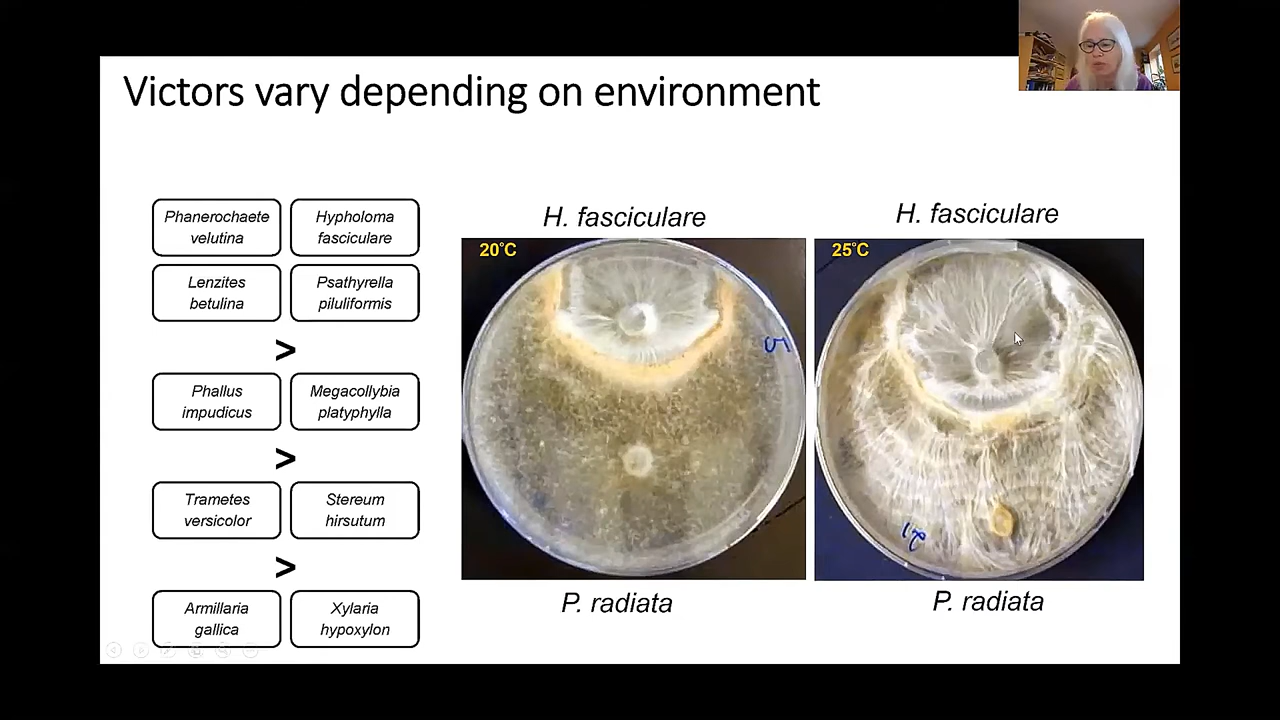 Victors vary depending on environment
Phanerochaete
velutina
Hypholoma
fasciculare
Lenzites
betulina
Psathyrella
piluliformis
>
Phallus
impudicus
Megacollybia
platyphylla
>
Trametes
versicolor
Stereum
hirsutum
>
Armillaria
gallica
Xylaria
hypoxylon
H. fasciculare
20°C
5
P. radiata
H. fasciculare
25°C
P. radiata